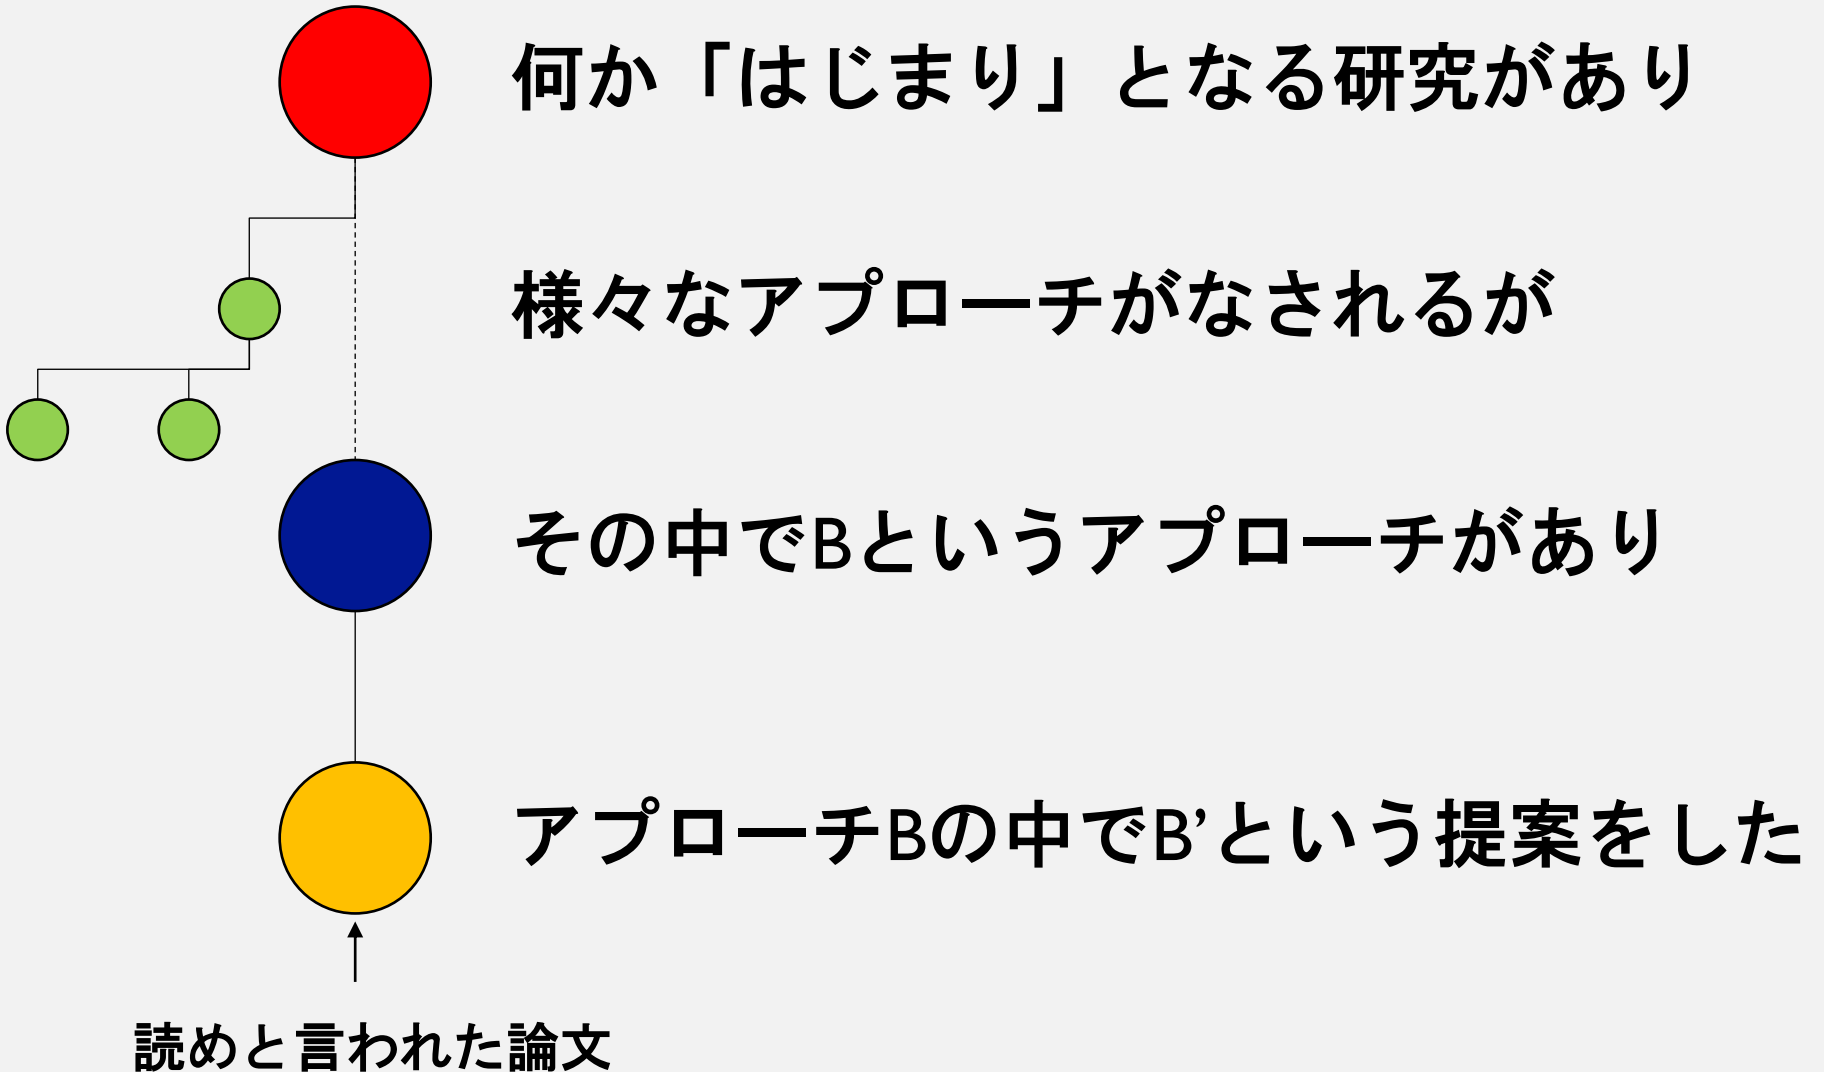 何か「はじまり」となる研究があり
様々なアプローチがなされるが
その中でBというアプローチがあり
アプローチBの中でB’という提案をした
読めと言われた論文